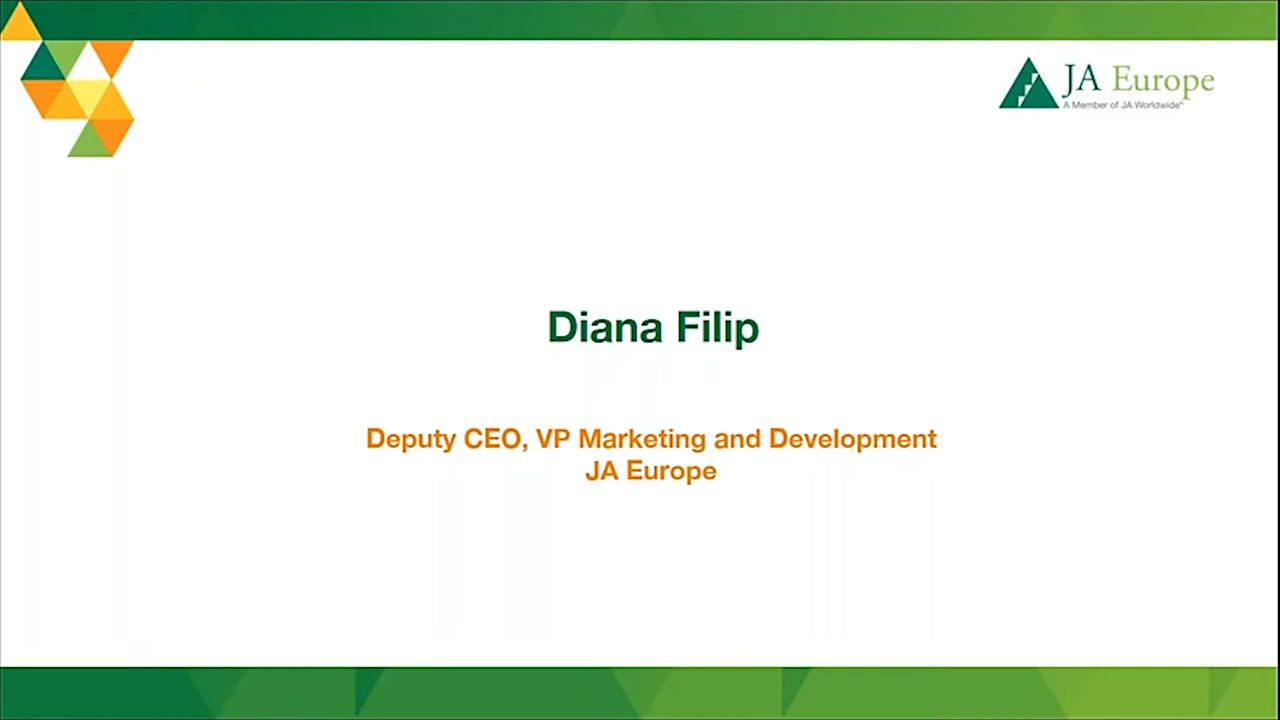 JA Europe
A Member of JA Worldwide®
Diana Filip
Deputy CEO, VP Marketing and Development
JA Europe